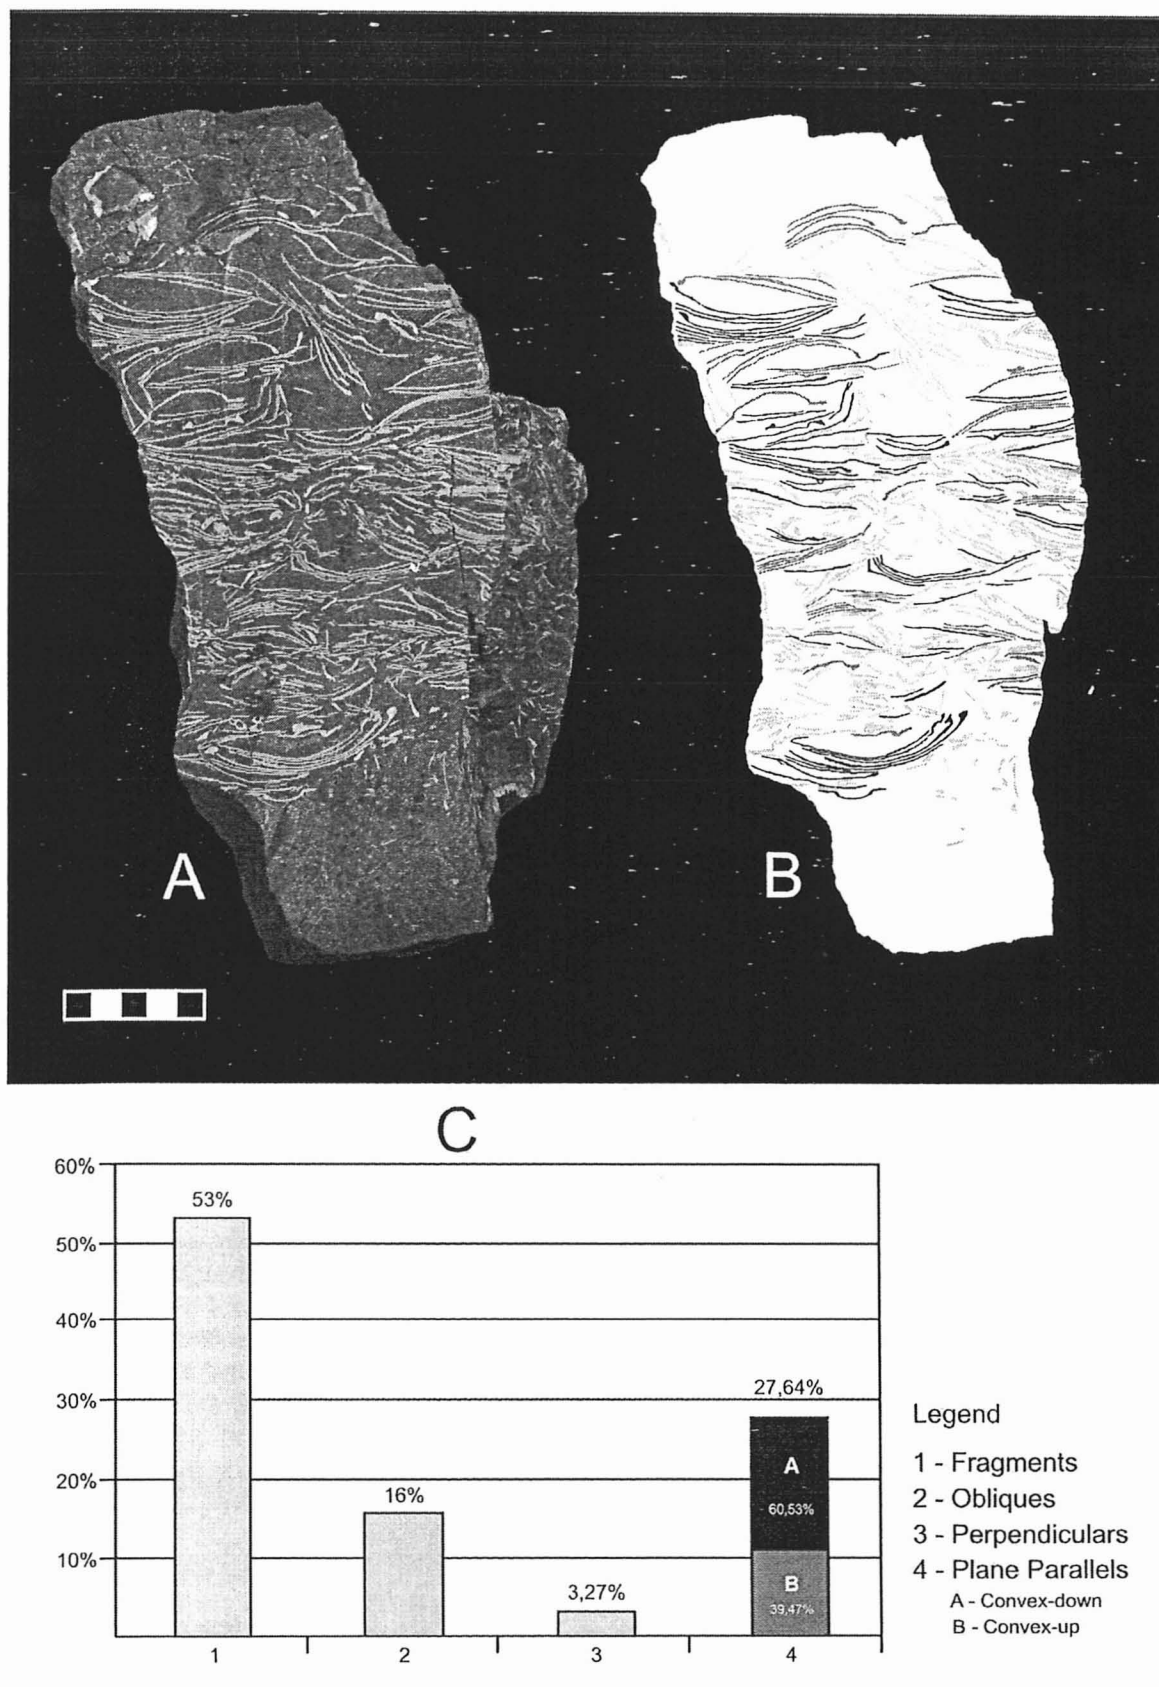 A
B
C
60%
50%
40%
30%
20%
10%
53%
16%
3,27%
27,64%
A
60,53%
B
39,47%
1
2
3
4
Legend
1 - Fragments
2 - Obliques
3 - Perpendiculars
4 - Plane Parallels
A - Convex-down
B - Convex-up